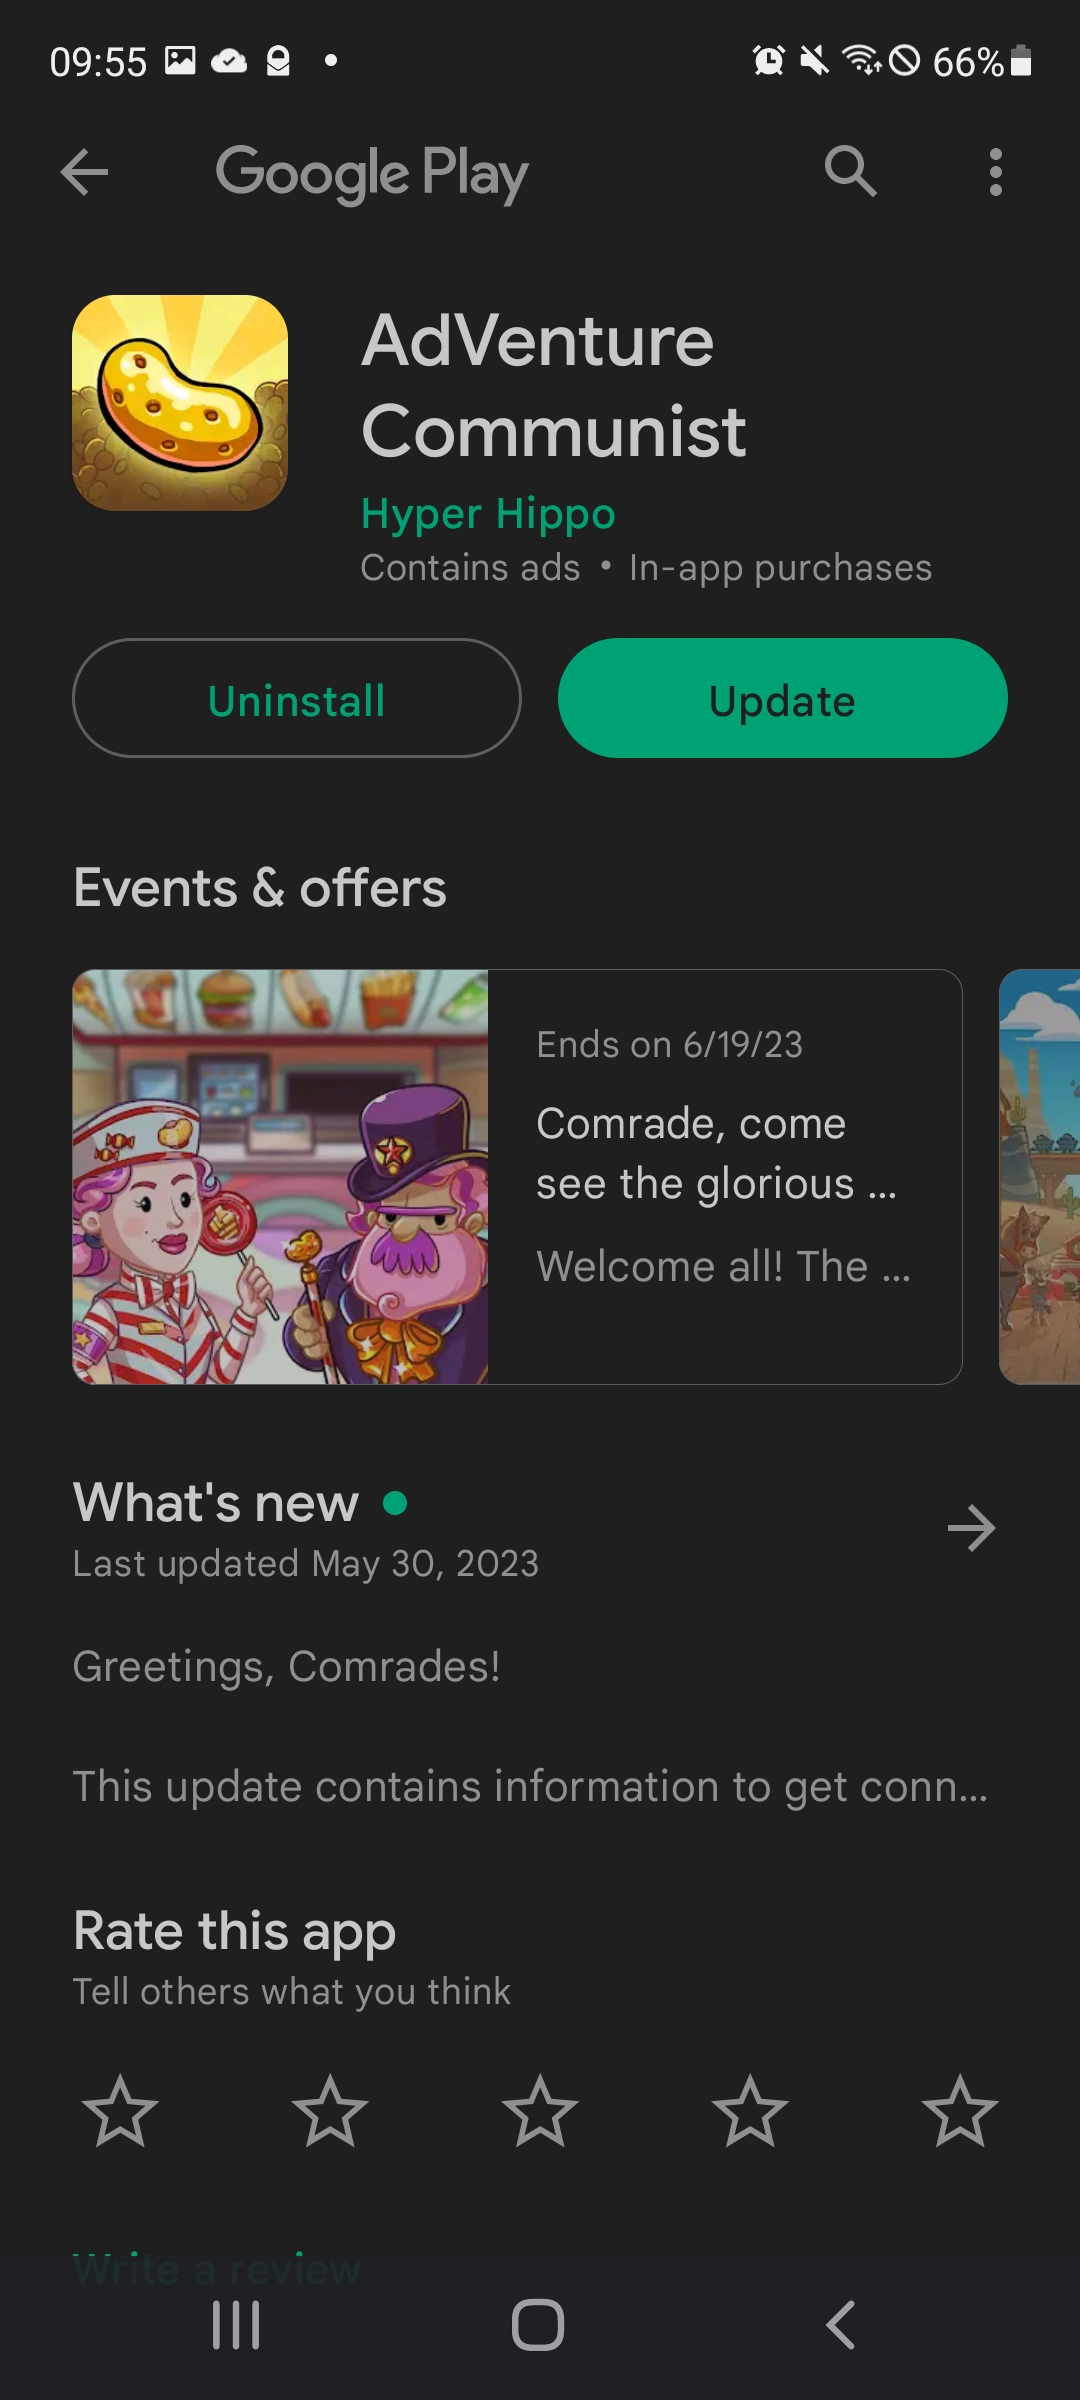 09:55
66%
Google Play
AdVenture
Communist
Hyper Hippo
Contains ads • In-app purchases
Uninstall
Update
Events & offers
Ends on 6/19/23
Comrade, come
see the glorious ...
Welcome all! The ...
What's new
Last updated May 30, 2023
Greetings, Comrades!
This update contains information to get conn...
Rate this app
Tell others what you think
Write a review